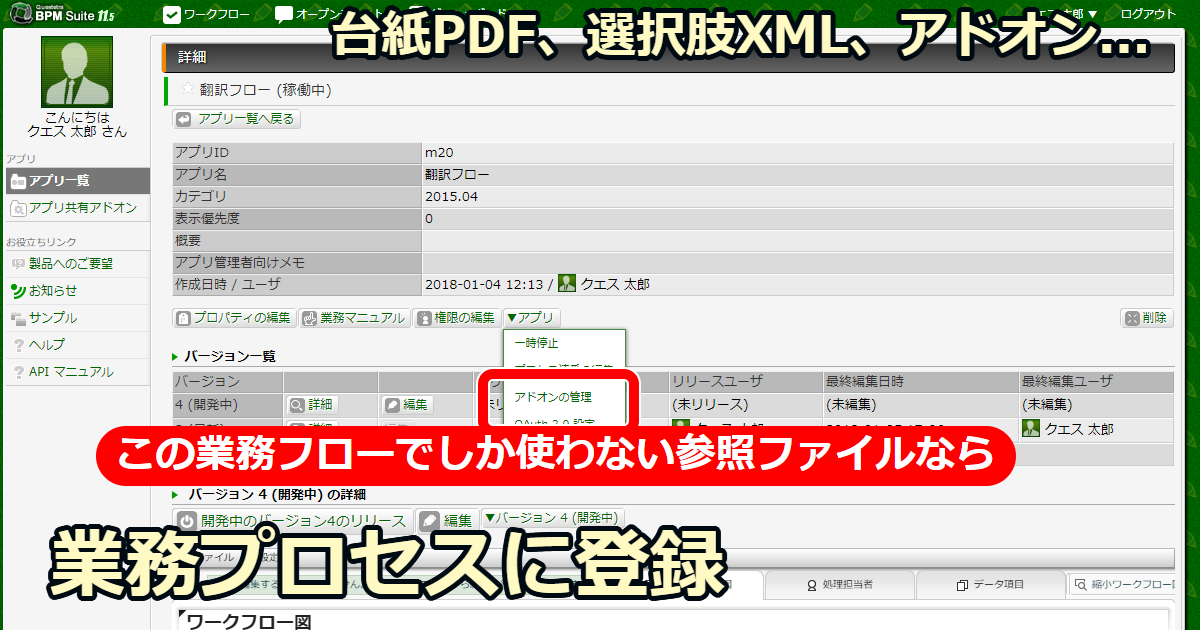 Questetra
BPM Suite 11.5
ワークフロー
ログアウト
台紙PDF、選択肢XML、アドオン...
こんにちは
クエス 太郎 さん
アプリ
アプリ一覧
アプリ共有アドオン
お役立ちリンク
製品へのご要望
お知らせ
サンプル
ヘルプ
API マニュアル
詳細
翻訳フロー (稼働中)
アプリ一覧へ戻る
アプリID m20
アプリ名 翻訳フロー
カテゴリ 2015.04
表示優先度 0
概要
アプリ管理者向けメモ
作成日時 / ユーザ 2018-01-04 12:13 / クエス 太郎
プロパティの編集 業務マニュアル 権限の編集 ▼アプリ 削除
一時停止
アドオンの管理
OAuth 2.0 設定
バージョン一覧
バージョン リリースユーザ 最終編集日時 最終編集ユーザ
4 (開発中) 詳細 編集 (未リリース) (未編集) (未編集)
クエス 太郎
この業務フローでしか使わない参照ファイルなら
バージョン 4 (開発中) の詳細
開発中のバージョン4のリリース 編集 ▼バージョン 4 (開発中)
業務プロセスに登録
処理担当者 データ項目 縮小ワークフロー図
ワークフロー図